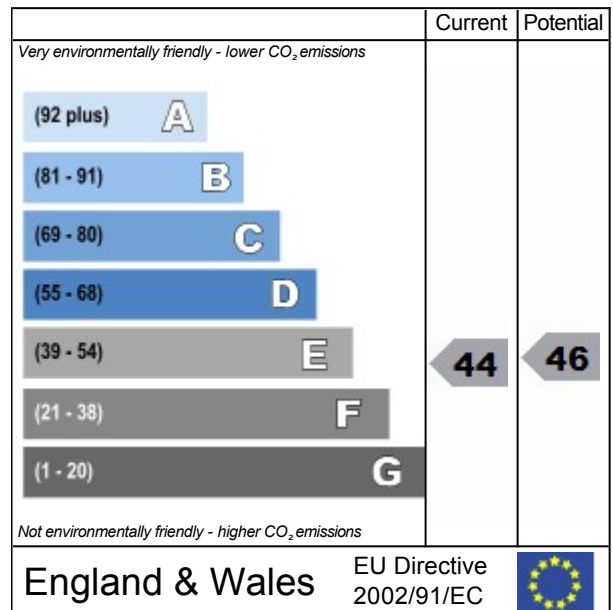 Current Potential
Very environmentally friendly - lower CO₂ emissions
(92 plus) A
(81 - 91) B
(69 - 80) C
(55 - 68) D
(39 - 54) E 44 46
(21 - 38) F
(1 - 20) G
Not environmentally friendly - higher CO₂ emissions
England & Wales EU Directive
2002/91/EC